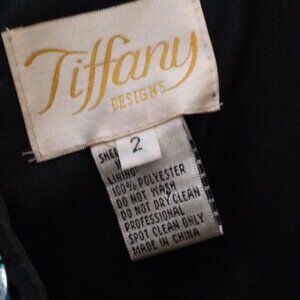 Tiffany
DESIGNS
2
SHE
LINING:
100% POLYESTER
DO NOT WASH
DO NOT DRY CLEAN
PROFESSIONAL
SPOT CLEAN ONLY
MADE IN CHINA